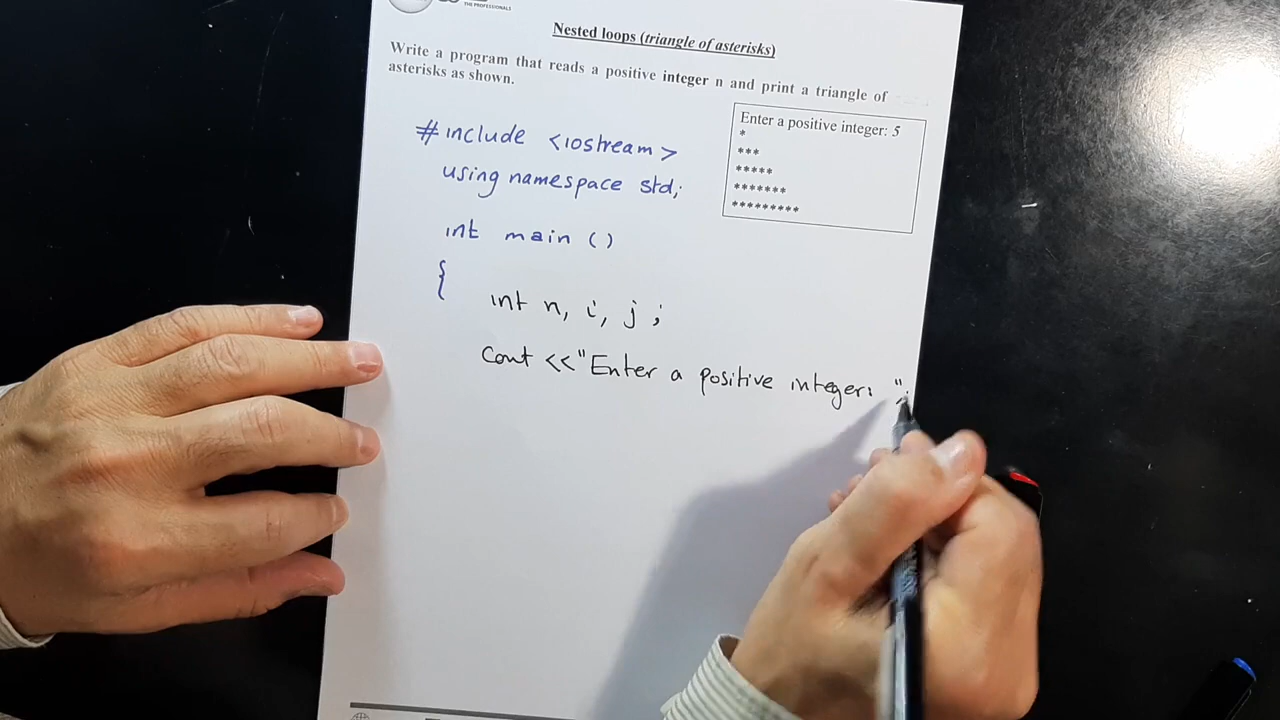 THE PROFESSIONALS
Nested loops (triangle of asterisks)
Write a program that reads a positive integer n and print a triangle of
asterisks as shown.
Enter a positive integer: 5
*
***
*****
*******
*********
#include <iostream>
using namespace std;
int main ()
{
int n, i, j ;
cout <<"Enter a positive integer: ";